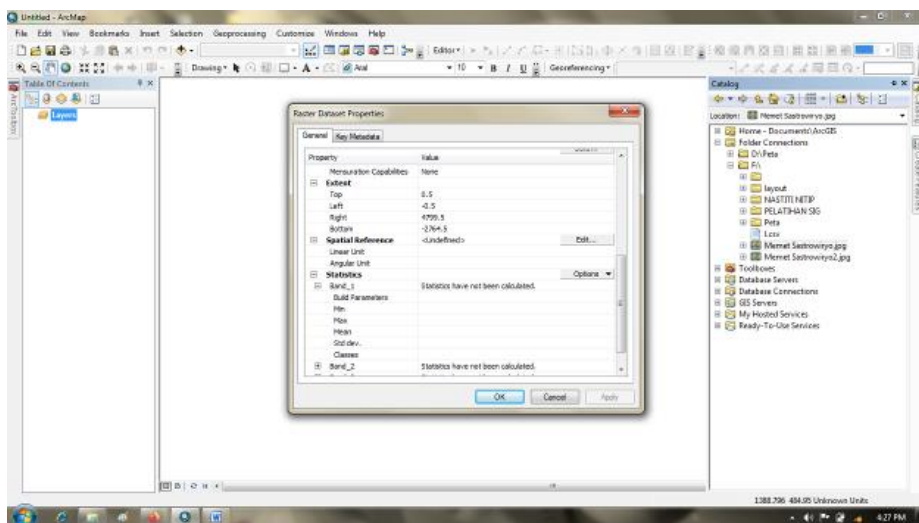 Untitled - ArcMap
File Edit View Bookmarks Insert Selection Geoprocessing Customize Windows Help
Editor
Drawing Arial 10 B I U Georeferencing
Table Of Contents
Layers
ArcToolbox
Raster Dataset Properties
General Key Metadata
Property Value
Mensuration Capabilities None
Extent
Top 0.5
Left -0.5
Right 4799.5
Bottom -2764.5
Spatial Reference <undefined> Edit...
Linear Unit
Angular Unit
Statistics Options
Band_1 Statistics have not been calculated.
Build Parameters
Min
Max
Mean
Std dev.
Classes
Band_2 Statistics have not been calculated.
OK Cancel Apply
Catalog
Location: Memet Sastrowiryo.jpg
Home - Documents\ArcGIS
Folder Connections
D:\Peta
F:\
layout
NASTITI NITIP
PELATIHAN SIG
Peta
Memet Sastrowiryo.jpg
Memet Sastrowiryo2.jpg
Toolboxes
Database Servers
Database Connections
GIS Servers
My Hosted Services
Ready-To-Use Services
1388.796 484.95 Unknown Units
4:27 PM